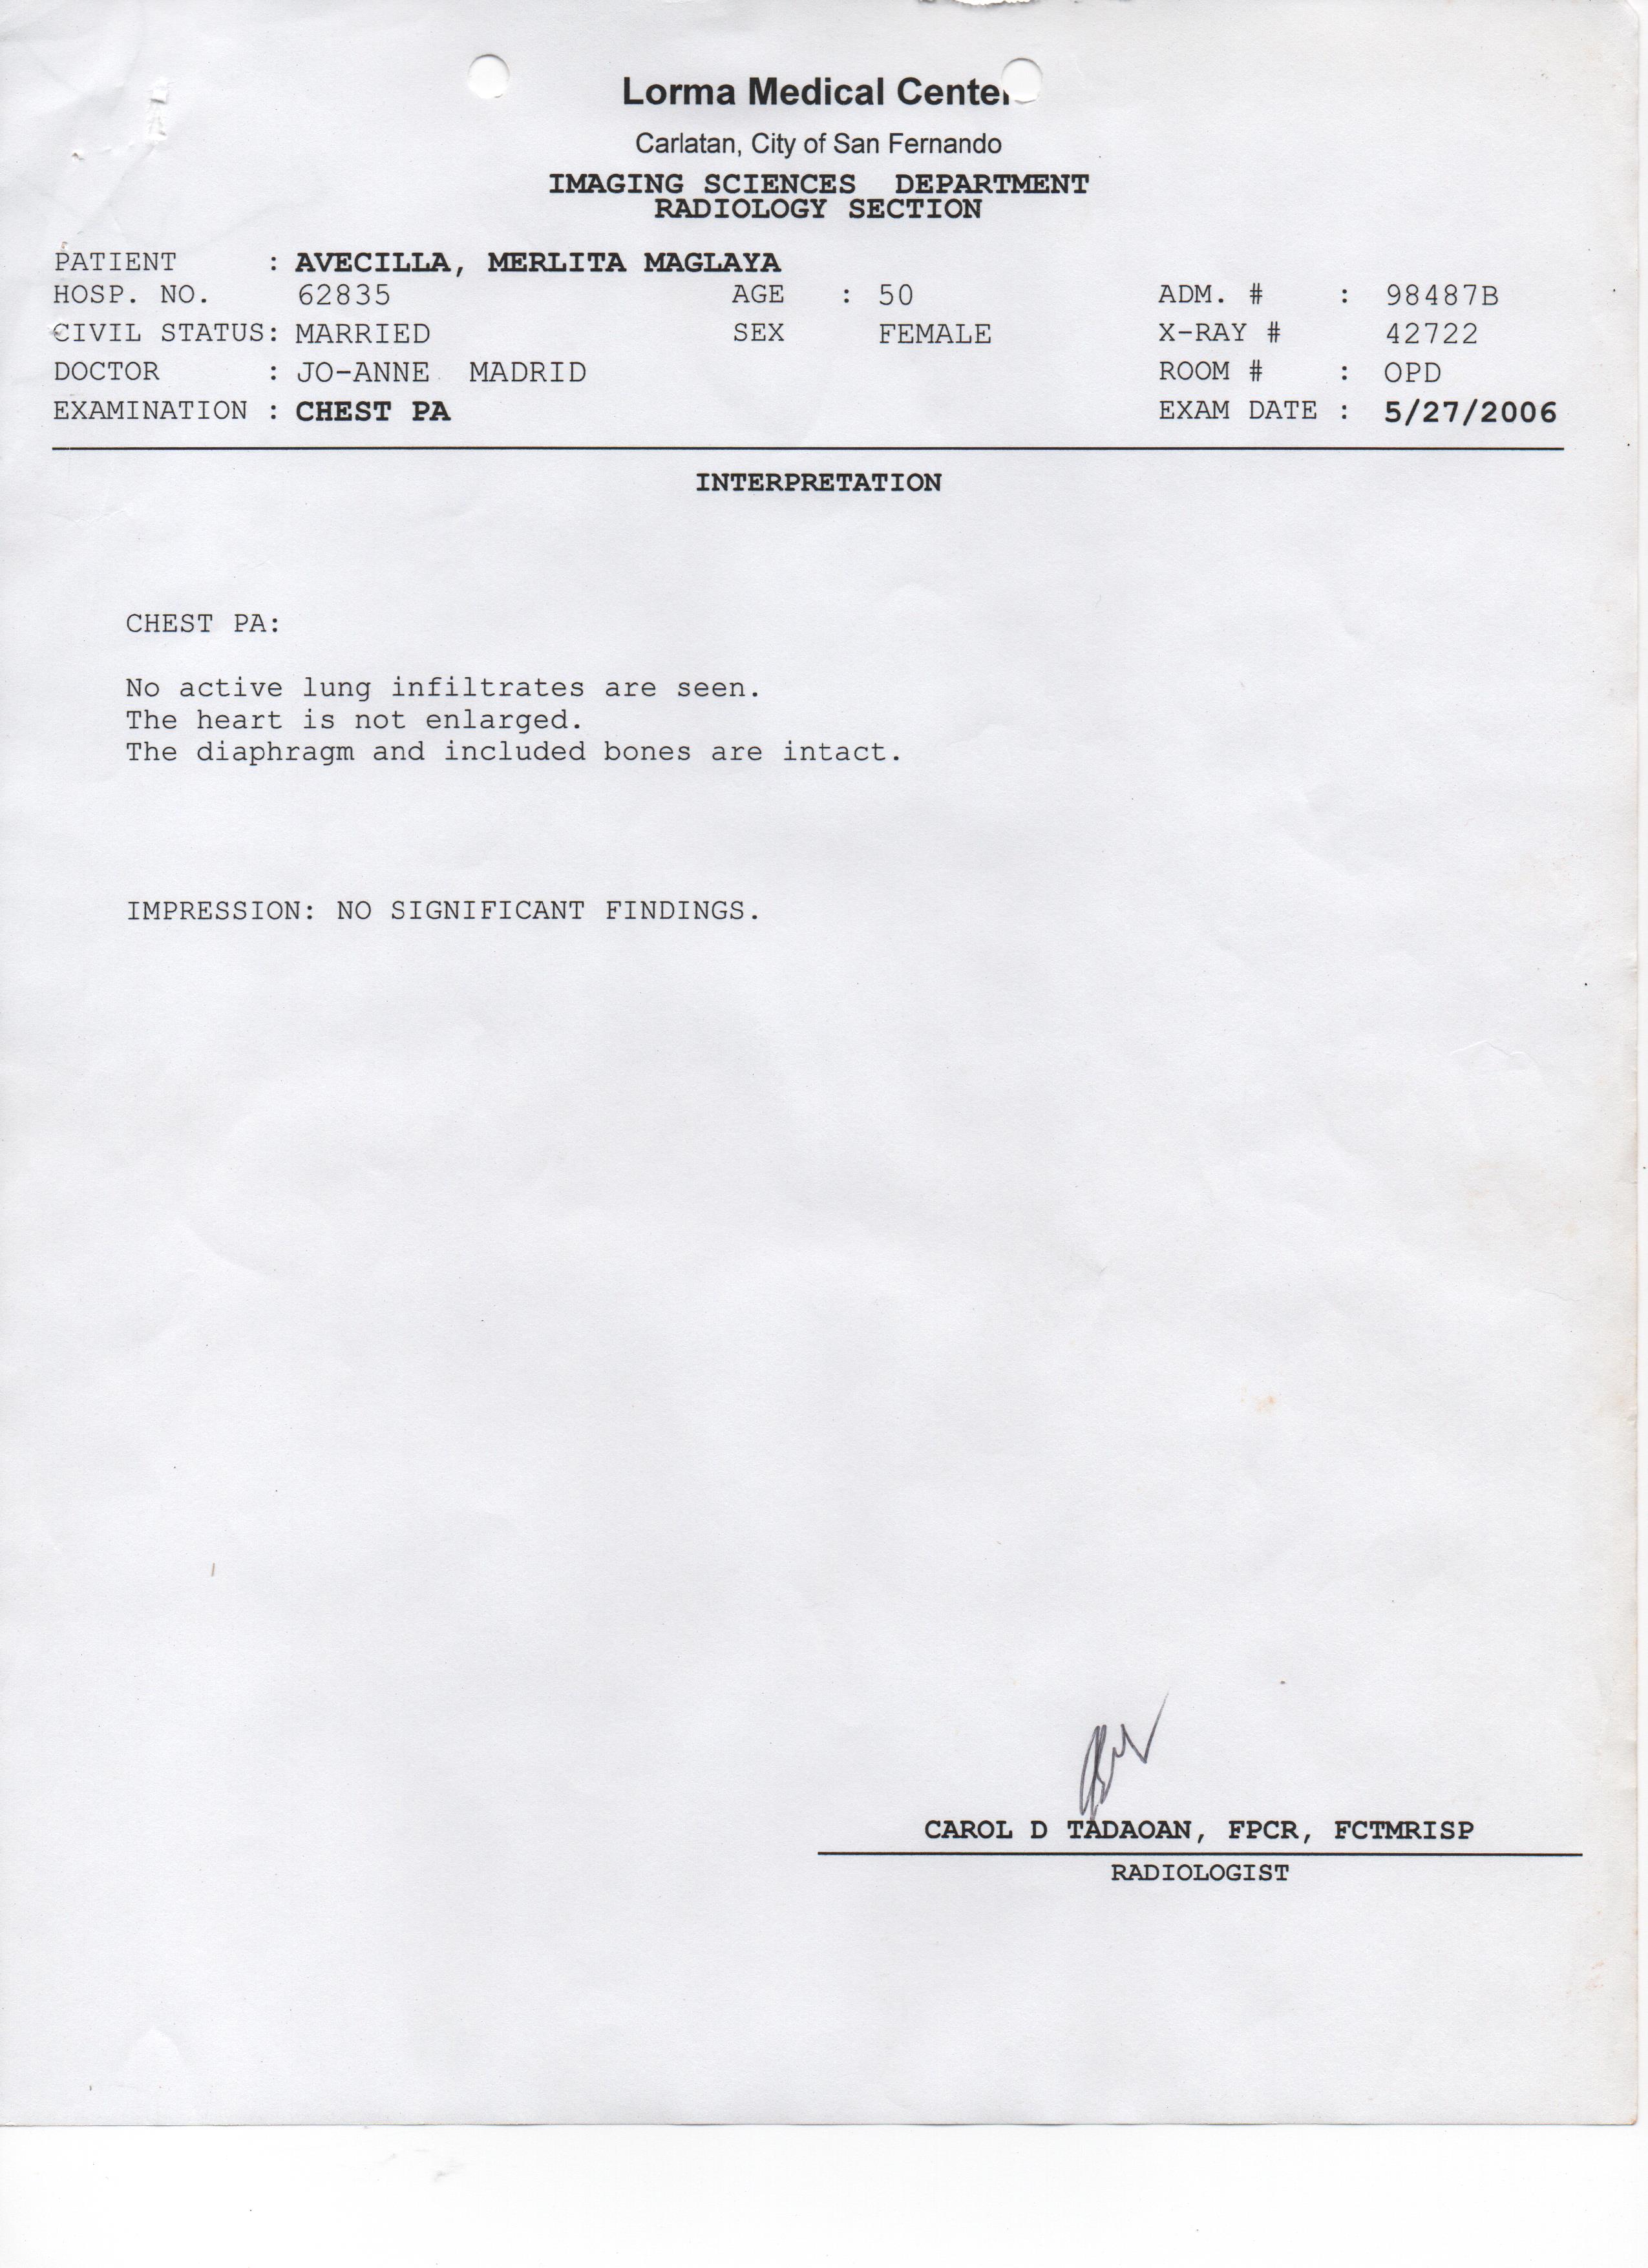 Lorma Medical Center
Carlatan, City of San Fernando
IMAGING SCIENCES DEPARTMENT
RADIOLOGY SECTION
PATIENT : AVECILLA, MERLITA MAGLAYA
HOSP. NO. 62835 AGE : 50 ADM. # : 98487B
CIVIL STATUS: MARRIED SEX FEMALE X-RAY # 42722
DOCTOR : JO-ANNE MADRID ROOM # : OPD
EXAMINATION : CHEST PA EXAM DATE : 5/27/2006
INTERPRETATION
CHEST PA:
No active lung infiltrates are seen.
The heart is not enlarged.
The diaphragm and included bones are intact.
IMPRESSION: NO SIGNIFICANT FINDINGS.
CAROL D TADAOAN, FPCR, FCTMRISP
RADIOLOGIST